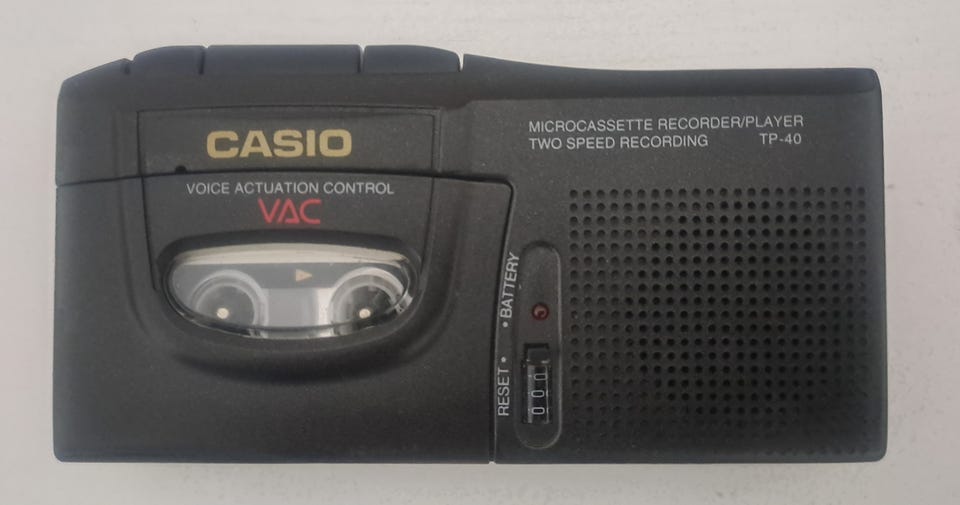 CASIO
VOICE ACTUATION CONTROL
VAC
MICROCASSETTE RECORDER/PLAYER
TWO SPEED RECORDING TP-40
• BATTERY
RESET •
000